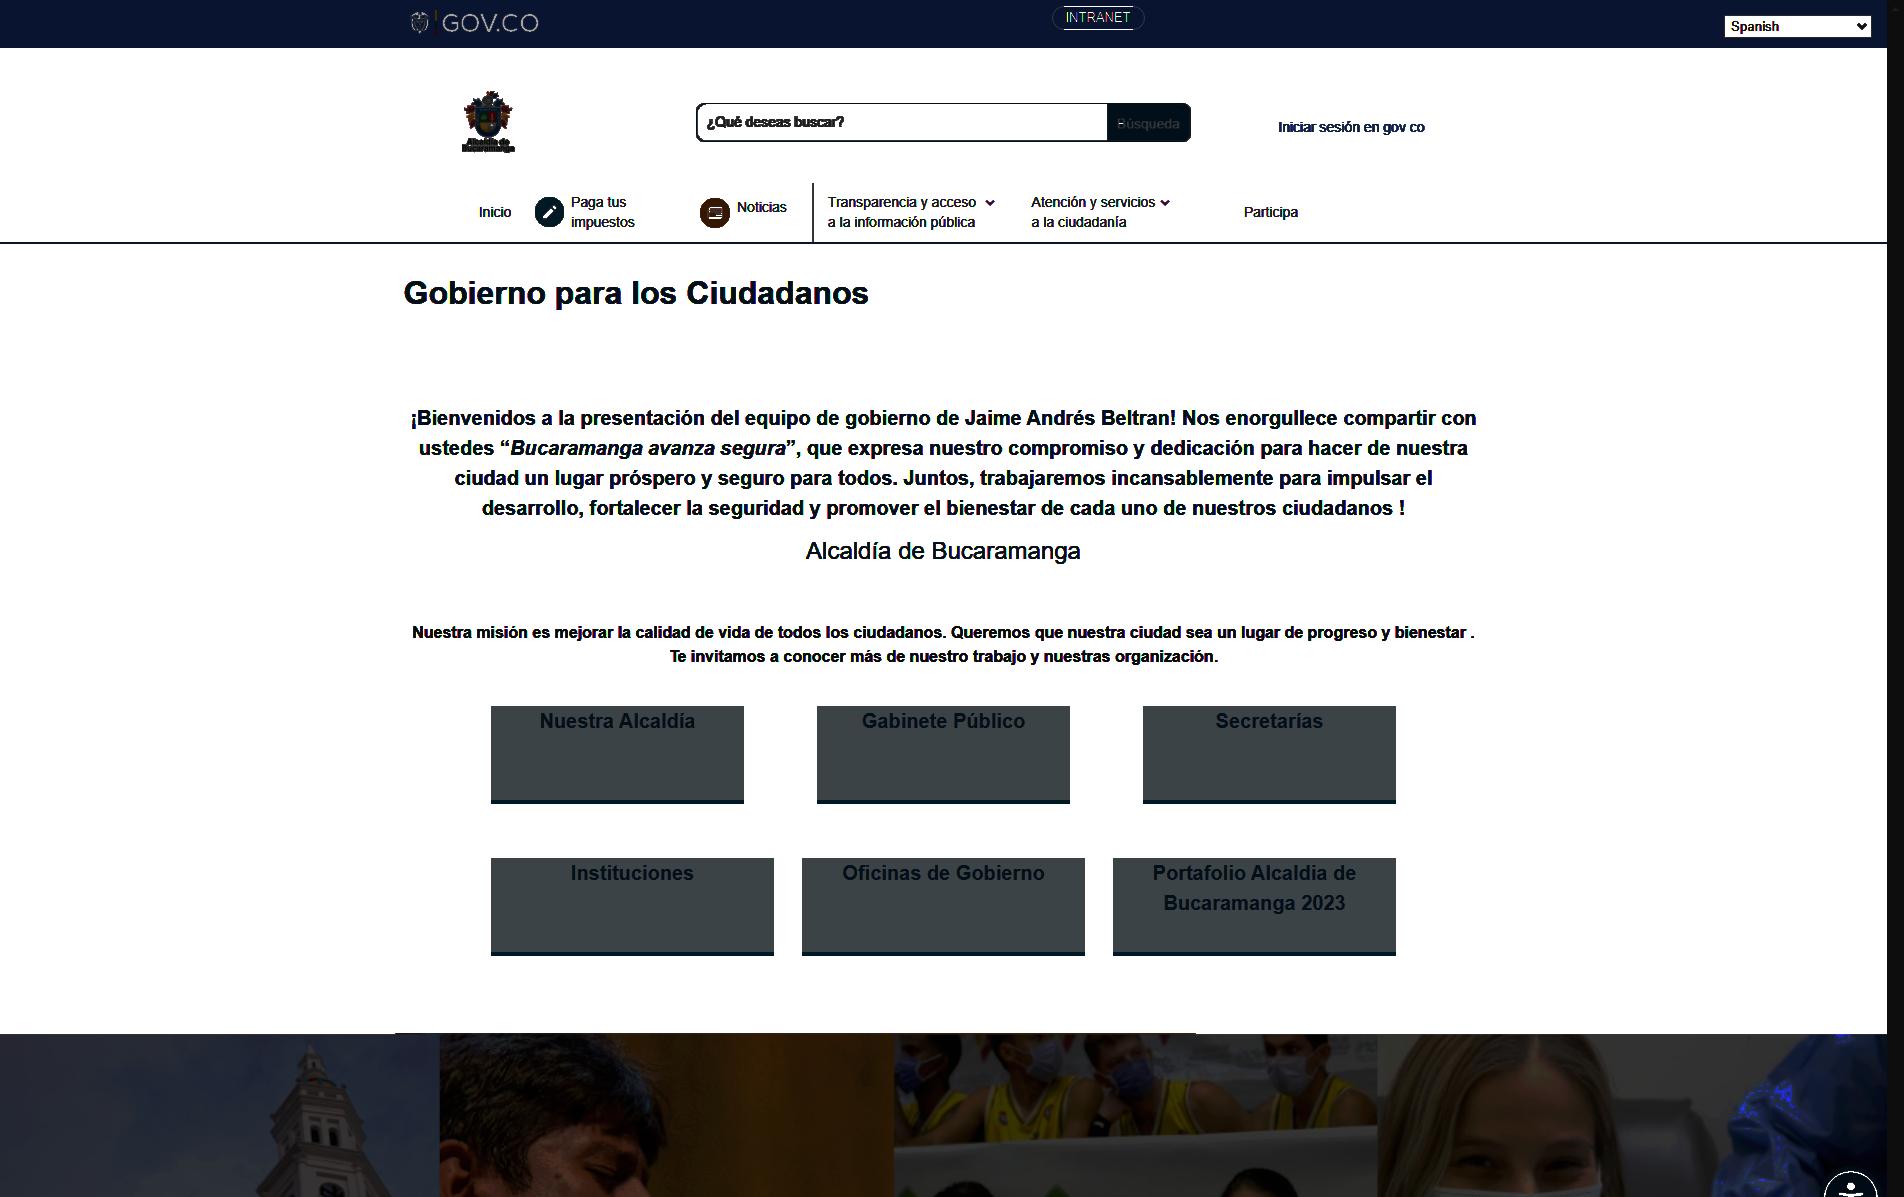 GOV.CO
INTRANET
Spanish
Alcaldía de
Bucaramanga
¿Qué deseas buscar?
Búsqueda
Iniciar sesión en gov co
Inicio
Paga tus
impuestos
Noticias
Transparencia y acceso
a la información pública
Atención y servicios
a la ciudadanía
Participa
Gobierno para los Ciudadanos
¡Bienvenidos a la presentación del equipo de gobierno de Jaime Andrés Beltran! Nos enorgullece compartir con
ustedes “Bucaramanga avanza segura”, que expresa nuestro compromiso y dedicación para hacer de nuestra
ciudad un lugar próspero y seguro para todos. Juntos, trabajaremos incansablemente para impulsar el
desarrollo, fortalecer la seguridad y promover el bienestar de cada uno de nuestros ciudadanos !
Alcaldía de Bucaramanga
Nuestra misión es mejorar la calidad de vida de todos los ciudadanos. Queremos que nuestra ciudad sea un lugar de progreso y bienestar .
Te invitamos a conocer más de nuestro trabajo y nuestras organización.
Nuestra Alcaldía
Gabinete Público
Secretarías
Instituciones
Oficinas de Gobierno
Portafolio Alcaldia de
Bucaramanga 2023